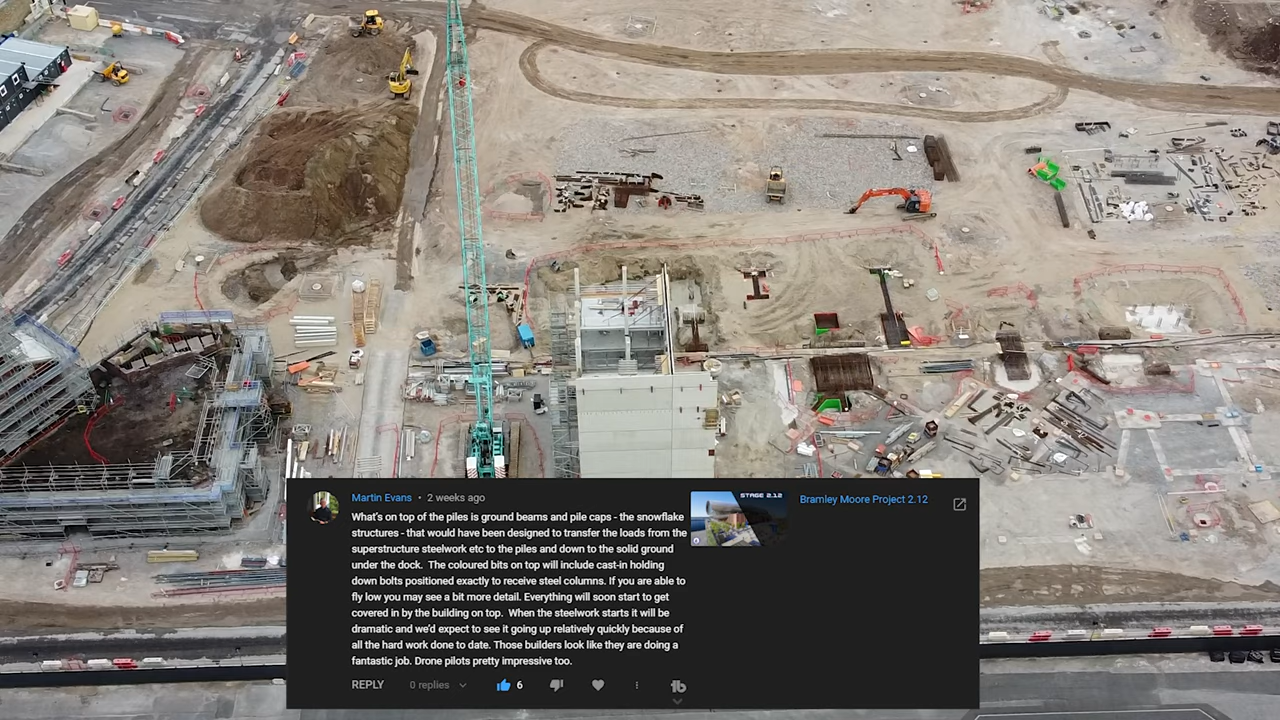 Martin Evans • 2 weeks ago
What's on top of the piles is ground beams and pile caps - the snowflake
structures - that would have been designed to transfer the loads from the
superstructure steelwork etc to the piles and down to the solid ground
under the dock. The coloured bits on top will include cast-in holding
down bolts positioned exactly to receive steel columns. If you are able to
fly low you may see a bit more detail. Everything will soon start to get
covered in by the building on top. When the steelwork starts it will be
dramatic and we'd expect to see it going up relatively quickly because of
all the hard work done to date. Those builders look like they are doing a
fantastic job. Drone pilots pretty impressive too.
REPLY 0 replies 6
STAGE 2.12
Bramley Moore Project 2.12